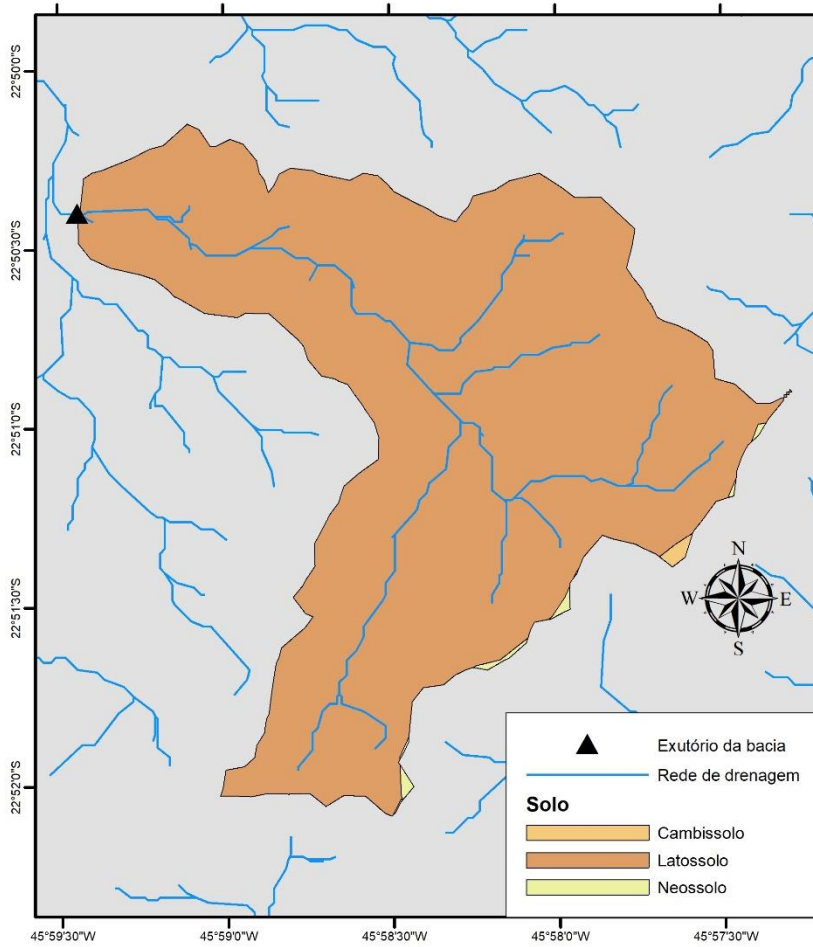 22°50'0"S
22°50'30"S
22°51'0"S
22°51'30"S
22°52'0"S
N
W E
S
Exutório da bacia
Rede de drenagem
Solo
Cambissolo
Latossolo
Neossolo
45°59'30"W 45°59'0"W 45°58'30"W 45°58'0"W 45°57'30"W